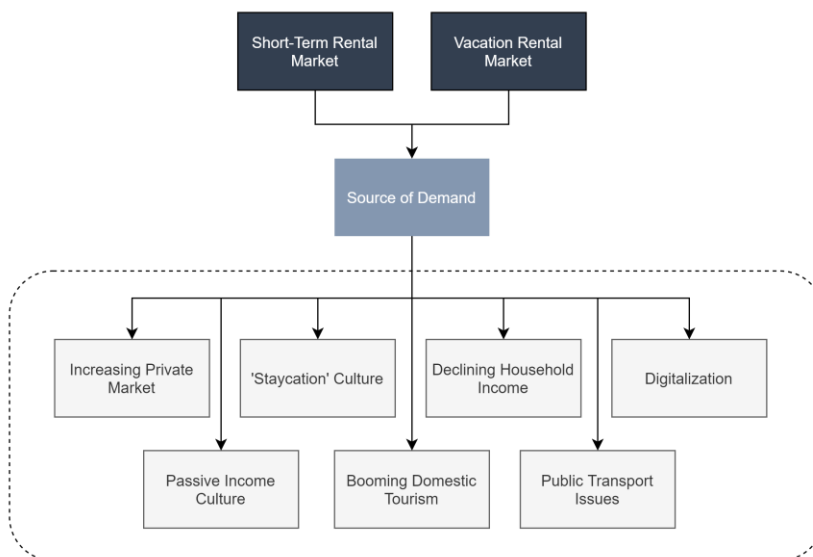 Short-Term Rental
Market
Vacation Rental
Market
Source of Demand
Increasing Private
Market
'Staycation' Culture
Declining Household
Income
Digitalization
Passive Income
Culture
Booming Domestic
Tourism
Public Transport
Issues